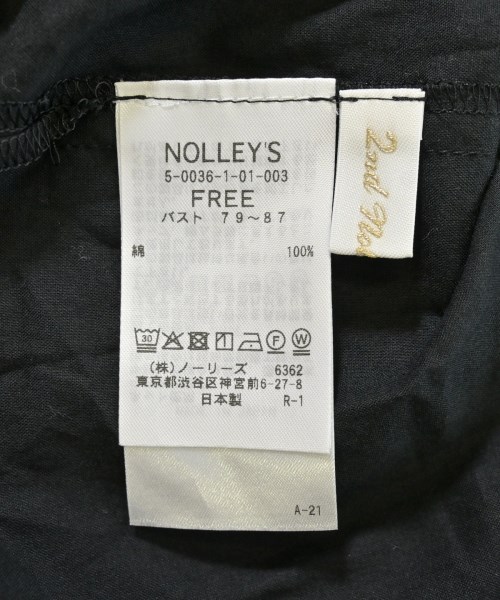 NOLLEY'S
5-0036-1-01-003
FREE
バスト 79～87
綿 100%
30 F W
(株)ノーリーズ 6362
東京都渋谷区神宮前6-27-8
日本製 R-1
A-21
2nd